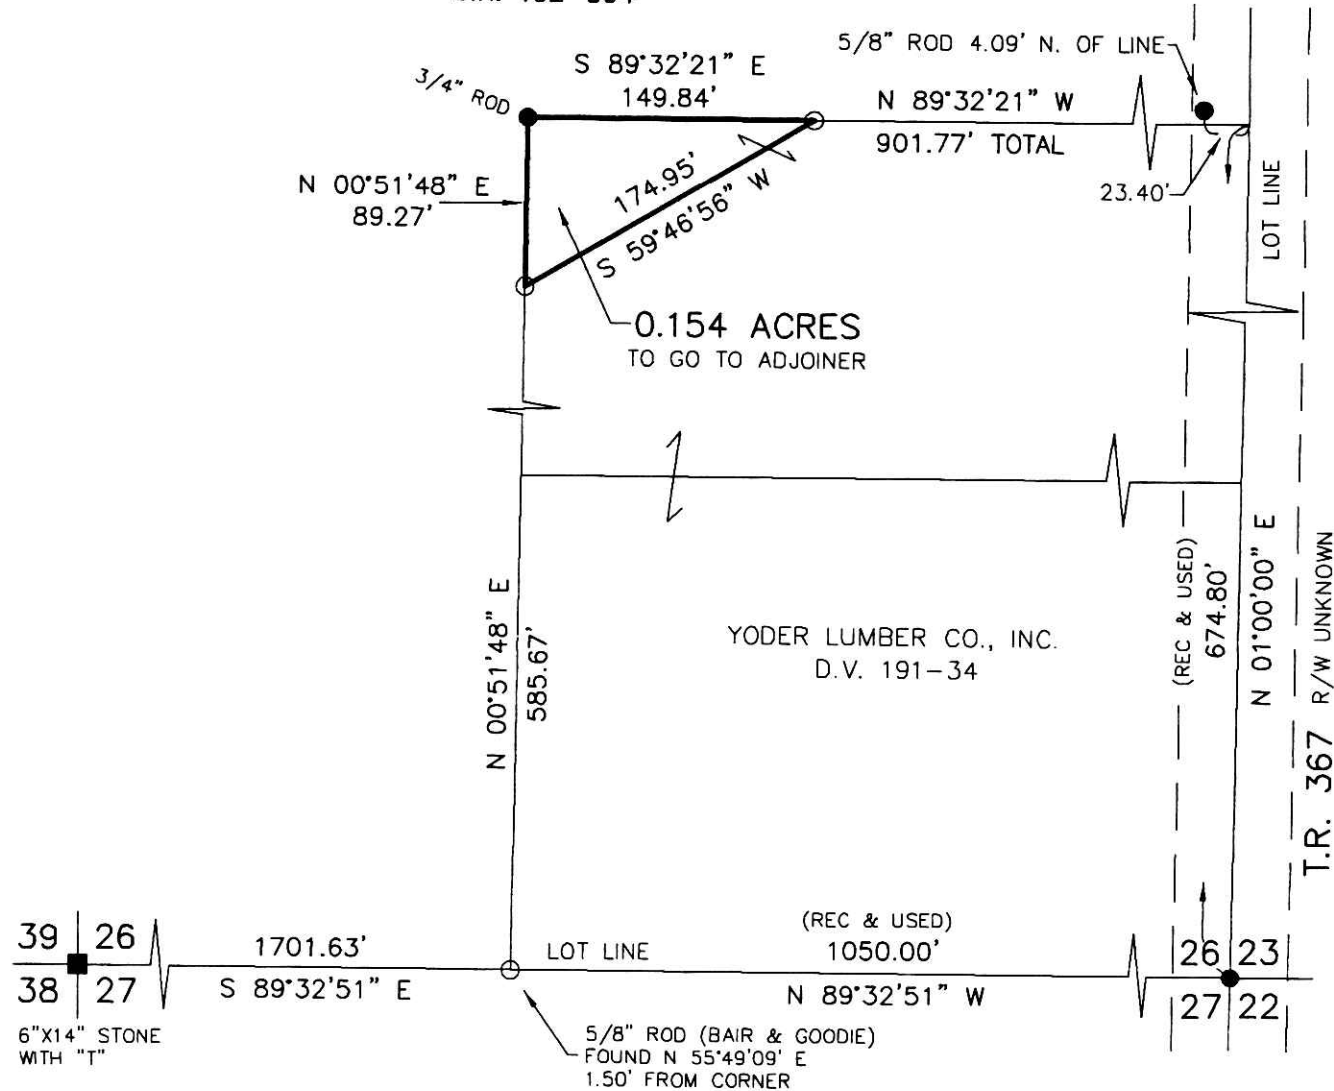 5/8" ROD 4.09' N. OF LINE
S 89°32'21" E
149.84'
3/4" ROD
N 89°32'21" W
901.77' TOTAL
23.40'
LOT LINE
N 00°51'48" E
89.27'
174.95'
S 59°46'56" W
0.154 ACRES
TO GO TO ADJOINER
N 00°51'48" E
585.67'
YODER LUMBER CO., INC.
D.V. 191-34
(REC & USED)
674.80'
N 01°00'00" E
T.R. 367 R/W UNKNOWN
39 26
38 27
6"X14" STONE
WITH "T"
1701.63'
S 89°32'51" E
LOT LINE
(REC & USED)
1050.00'
N 89°32'51" W
26 23
27 22
5/8" ROD (BAIR & GOODIE)
FOUND N 55°49'09' E
1.50' FROM CORNER